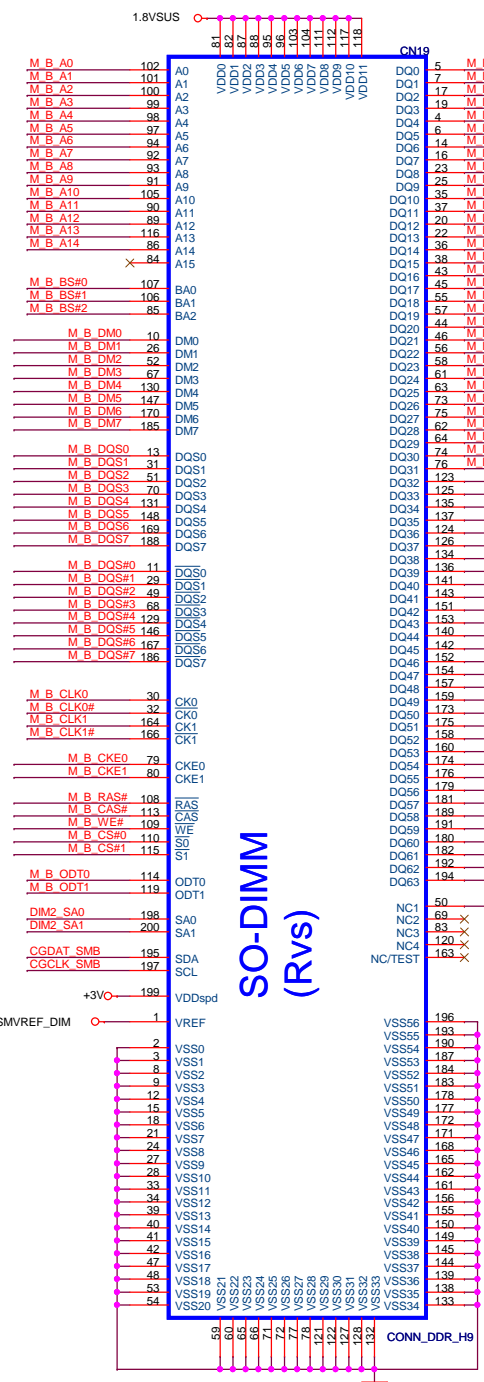 1.8VSUS
81 82 87 88 95 96 103 104 111 112 117 118
CN19
VDD0 VDD1 VDD2 VDD3 VDD4 VDD5 VDD6 VDD7 VDD8 VDD9 VDD10 VDD11
M_B_A0 102 A0
M_B_A1 101 A1
M_B_A2 100 A2
M_B_A3 99 A3
M_B_A4 98 A4
M_B_A5 97 A5
M_B_A6 94 A6
M_B_A7 92 A7
M_B_A8 93 A8
M_B_A9 91 A9
M_B_A10 105 A10
M_B_A11 90 A11
M_B_A12 89 A12
M_B_A13 116 A13
M_B_A14 86 A14
84 A15
M_B_BS#0 107 BA0
M_B_BS#1 106 BA1
M_B_BS#2 85 BA2
M_B_DM0 10 DM0
M_B_DM1 26 DM1
M_B_DM2 52 DM2
M_B_DM3 67 DM3
M_B_DM4 130 DM4
M_B_DM5 147 DM5
M_B_DM6 170 DM6
M_B_DM7 185 DM7
M_B_DQS0 13 DQS0
M_B_DQS1 31 DQS1
M_B_DQS2 51 DQS2
M_B_DQS3 70 DQS3
M_B_DQS4 131 DQS4
M_B_DQS5 148 DQS5
M_B_DQS6 169 DQS6
M_B_DQS7 188 DQS7
M_B_DQS#0 11 DQS0
M_B_DQS#1 29 DQS1
M_B_DQS#2 49 DQS2
M_B_DQS#3 68 DQS3
M_B_DQS#4 129 DQS4
M_B_DQS#5 146 DQS5
M_B_DQS#6 167 DQS6
M_B_DQS#7 186 DQS7
M_B_CLK0 30 CK0
M_B_CLK0# 32 CK0
M_B_CLK1 164 CK1
M_B_CLK1# 166 CK1
M_B_CKE0 79 CKE0
M_B_CKE1 80 CKE1
M_B_RAS# 108 RAS
M_B_CAS# 113 CAS
M_B_WE# 109 WE
M_B_CS#0 110 S0
M_B_CS#1 115 S1
M_B_ODT0 114 ODT0
M_B_ODT1 119 ODT1
DIM2_SA0 198 SA0
DIM2_SA1 200 SA1
CGDAT_SMB 195 SDA
CGCLK_SMB 197 SCL
+3V 199 VDDspd
SMVREF_DIM 1 VREF
2 VSS0
3 VSS1
8 VSS2
9 VSS3
12 VSS4
15 VSS5
18 VSS6
21 VSS7
24 VSS8
27 VSS9
28 VSS10
33 VSS11
34 VSS12
39 VSS13
40 VSS14
41 VSS15
42 VSS16
47 VSS17
48 VSS18
53 VSS19
54 VSS20
SO-DIMM
(Rvs)
DQ0 5
DQ1 7
DQ2 17
DQ3 19
DQ4 4
DQ5 6
DQ6 14
DQ7 16
DQ8 23
DQ9 25
DQ10 35
DQ11 37
DQ12 20
DQ13 22
DQ14 36
DQ15 38
DQ16 43
DQ17 45
DQ18 55
DQ19 57
DQ20 44
DQ21 46
DQ22 56
DQ23 58
DQ24 61
DQ25 63
DQ26 73
DQ27 75
DQ28 62
DQ29 64
DQ30 74
DQ31 76
DQ32 123
DQ33 125
DQ34 135
DQ35 137
DQ36 124
DQ37 126
DQ38 134
DQ39 136
DQ40 141
DQ41 143
DQ42 151
DQ43 153
DQ44 140
DQ45 142
DQ46 152
DQ47 154
DQ48 157
DQ49 159
DQ50 173
DQ51 175
DQ52 158
DQ53 160
DQ54 174
DQ55 176
DQ56 179
DQ57 181
DQ58 189
DQ59 191
DQ60 180
DQ61 182
DQ62 192
DQ63 194
NC1 50
NC2 69
NC3 83
NC4 120
NC/TEST 163
VSS56 196
VSS55 193
VSS54 190
VSS53 187
VSS52 184
VSS51 183
VSS50 178
VSS49 177
VSS48 172
VSS47 171
VSS46 168
VSS45 165
VSS44 162
VSS43 161
VSS42 156
VSS41 155
VSS40 150
VSS39 149
VSS38 145
VSS37 144
VSS36 139
VSS35 138
VSS34 133
VSS21 VSS22 VSS23 VSS24 VSS25 VSS26 VSS27 VSS28 VSS29 VSS30 VSS31 VSS32 VSS33
59 60 65 66 71 72 77 78 121 122 127 128 132
CONN_DDR_H9